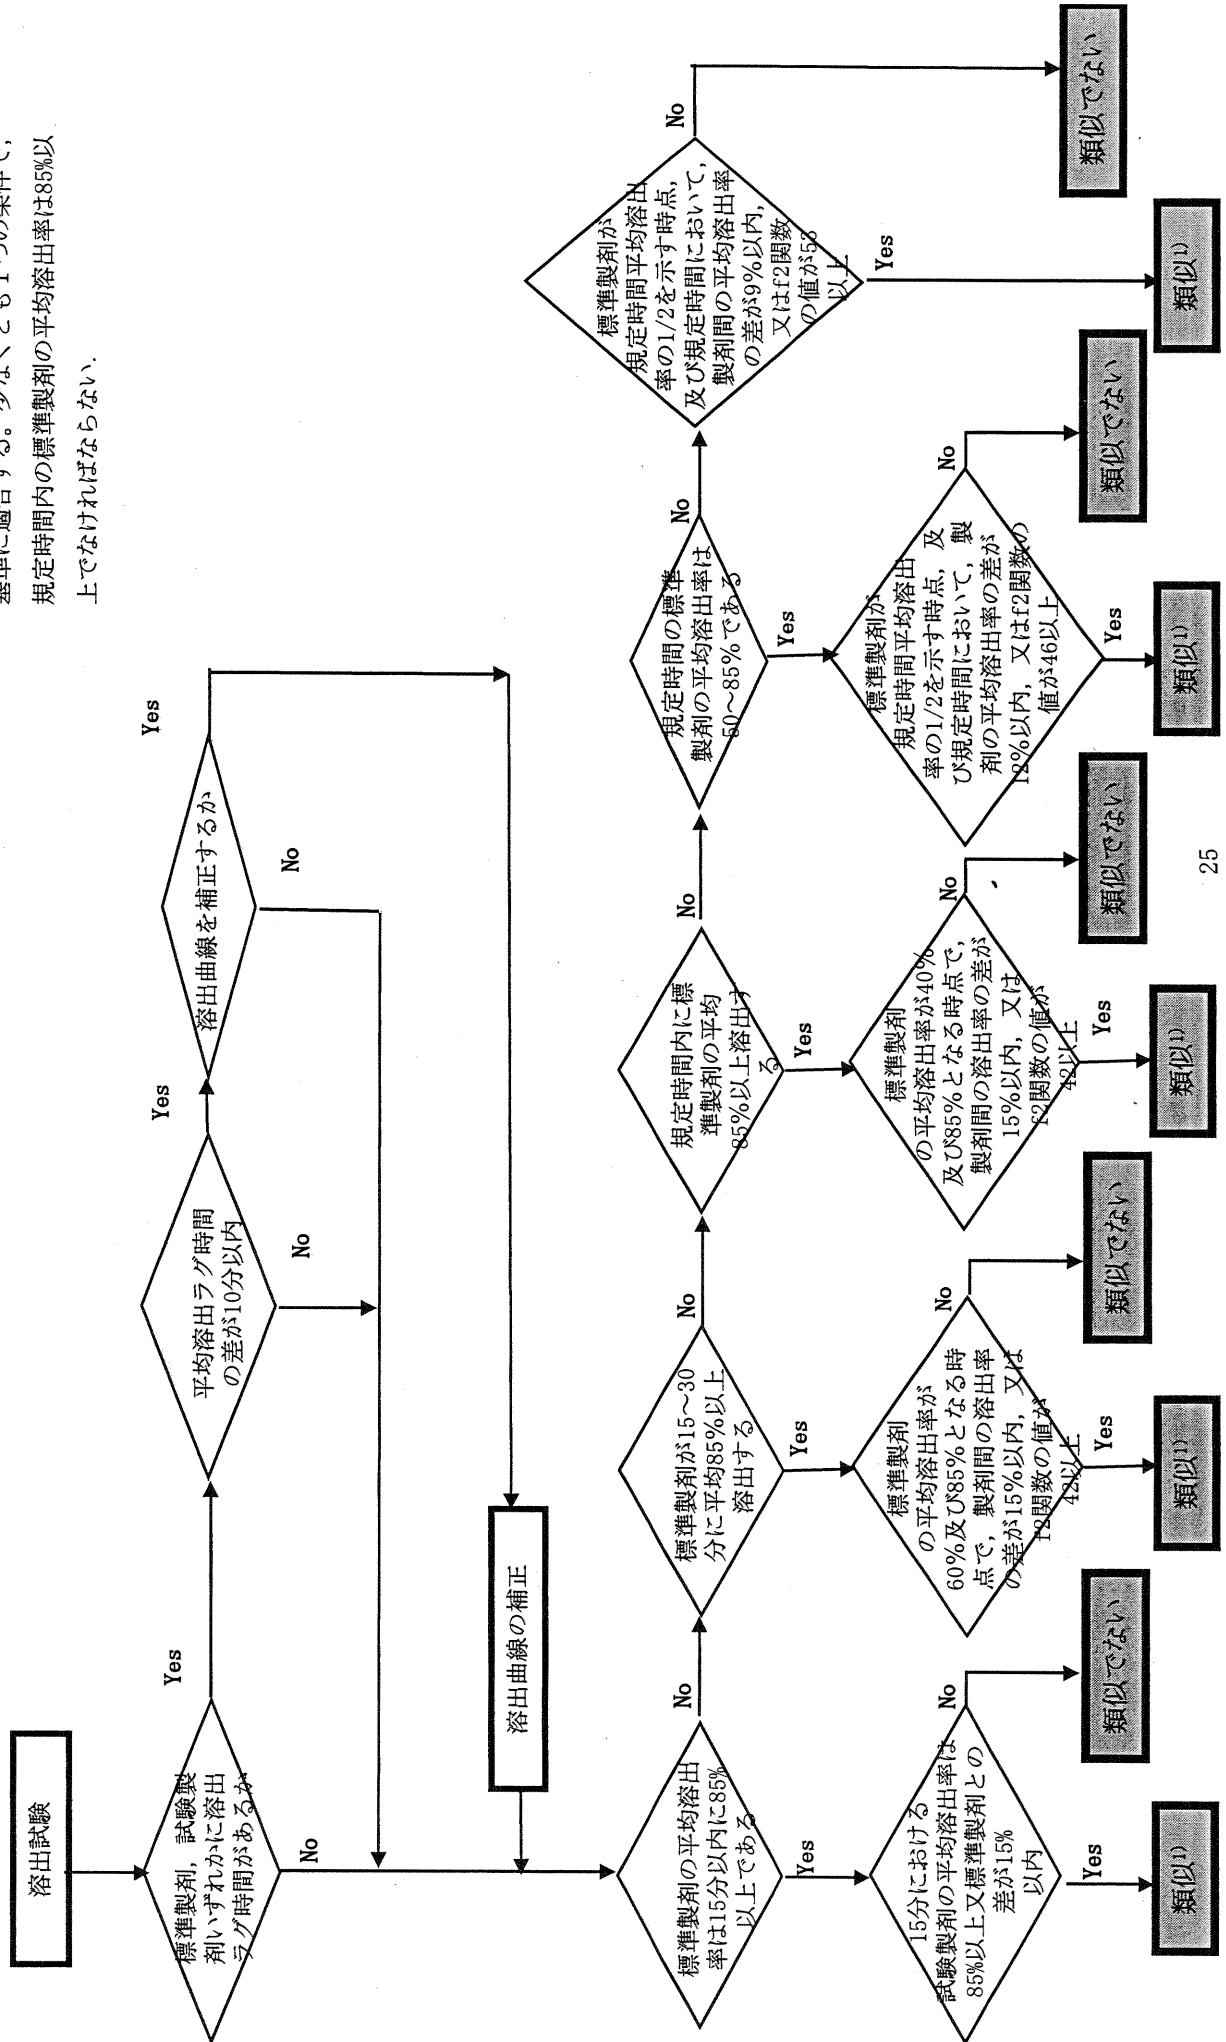 基準に適合する。少なくとも1つの条件で,
規定時間内の標準製剤の平均溶出率は85%以
上でなければならない.
溶出試験
標準製剤, 試験製
剤いずれかに溶出
ラグ時間があるか
Yes
No
平均溶出ラグ時間
の差が10分以内
Yes
No
溶出曲線を補正するか
Yes
No
溶出曲線の補正
標準製剤の平均溶出
率は15分以内に85%
以上である
No
Yes
標準製剤が15～30
分に平均85%以上
溶出する
No
Yes
規定時間内に標
準製剤の平均
85%以上溶出す
る
No
Yes
規定時間の標準
製剤の平均溶出率は
50～85%である
No
Yes
標準製剤が
規定時間平均溶出
率の1/2を示す時点,
及び規定時間において,
製剤間の平均溶出率
の差が9%以内,
又はf2関数
の値が53
以上
No
Yes
15分における
試験製剤の平均溶出率は
85%以上又標準製剤との
差が15%
以内
No
Yes
標準製剤
の平均溶出率が
60%及び85%となる時
点で, 製剤間の溶出率
の差が15%以内, 又は
f2関数の値が
42以上
No
Yes
標準製剤
の平均溶出率が40%
及び85%となる時点で,
製剤間の溶出率の差が
15%以内, 又は
f2関数の値が
42以上
No
Yes
標準製剤が
規定時間平均溶出
率の1/2を示す時点, 及
び規定時間において, 製
剤の平均溶出率の差が
12%以内, 又はf2関数の
値が46以上
No
Yes
類似でない
類似でない
類似でない
類似でない
類似でない
類似1)
類似1)
類似1)
類似1)
類似1)
25